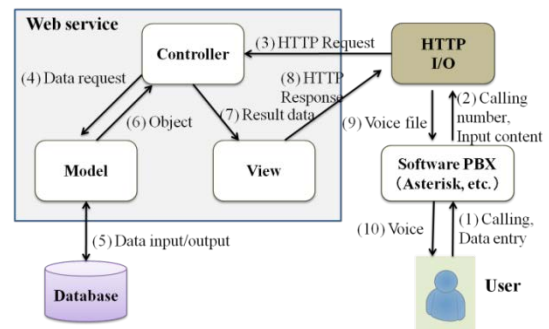 Web service
Controller
(3) HTTP Request
HTTP
I/O
(4) Data request
(8) HTTP
Response
(2) Calling
number,
Input content
(6) Object
(7) Result data
(9) Voice file
Model
View
Software PBX
(Asterisk, etc.)
(1) Calling,
Data entry
(10) Voice
(5) Data input/output
Database
User